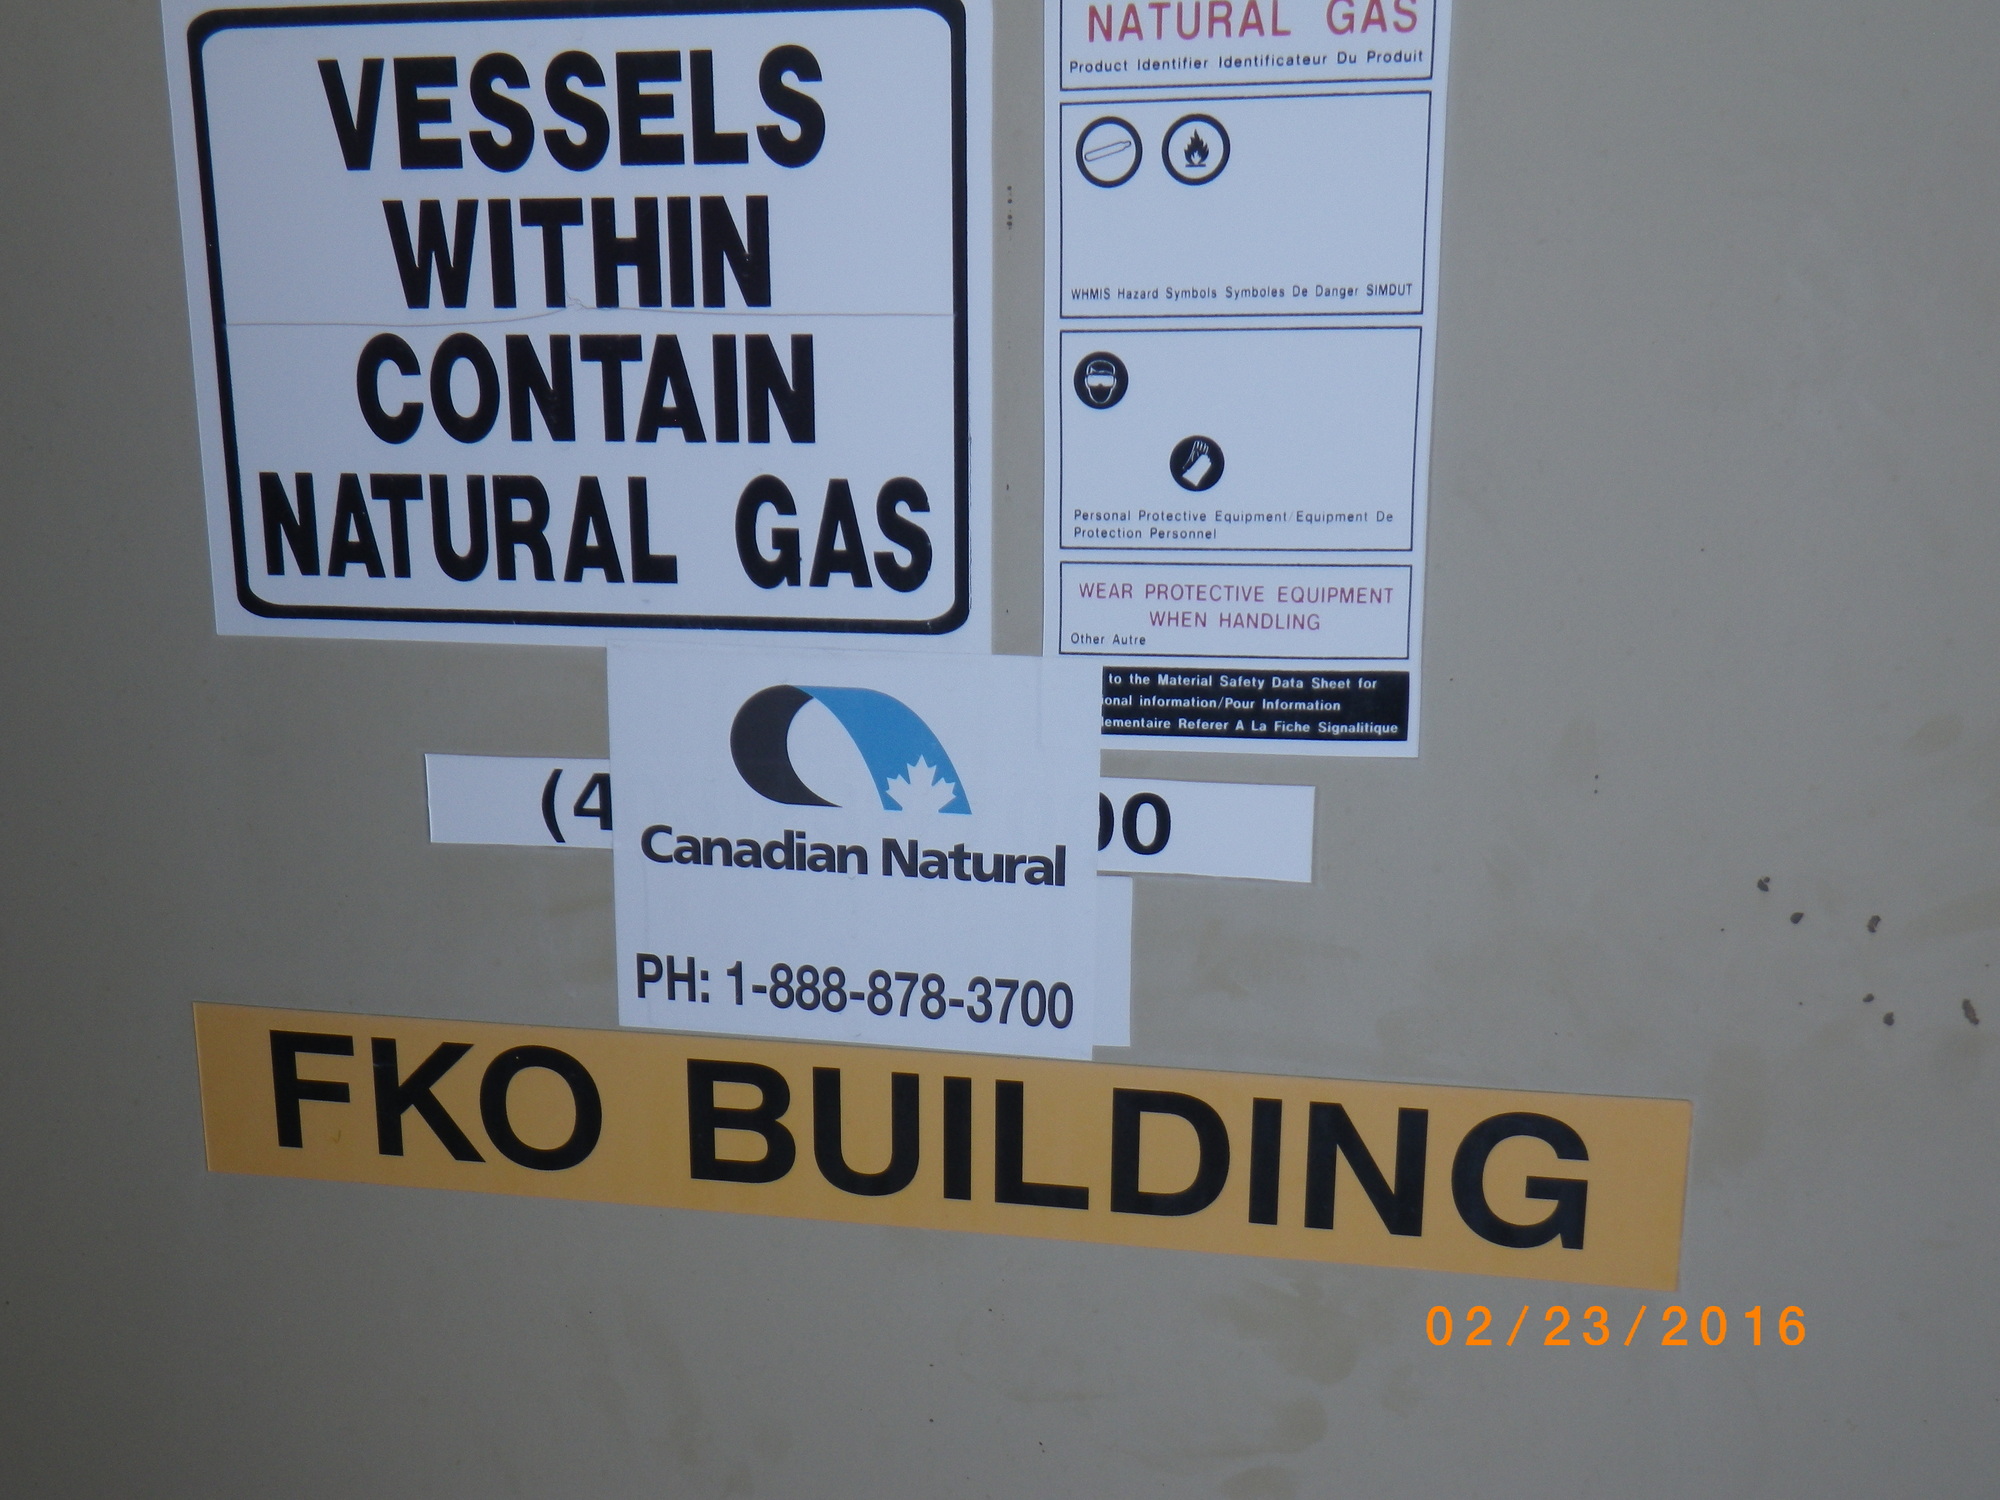 VESSELS
WITHIN
CONTAIN
NATURAL GAS
NATURAL GAS
Product Identifier Identificateur Du Produit
WHMIS Hazard Symbols Symboles De Danger SIMDUT
Personal Protective Equipment/Equipment De
Protection Personnel
WEAR PROTECTIVE EQUIPMENT
WHEN HANDLING
Other Autre
to the Material Safety Data Sheet for
information/Pour Information
Referer A La Fiche Signalitique
(4
00
Canadian Natural
PH: 1-888-878-3700
FKO BUILDING
02/23/2016